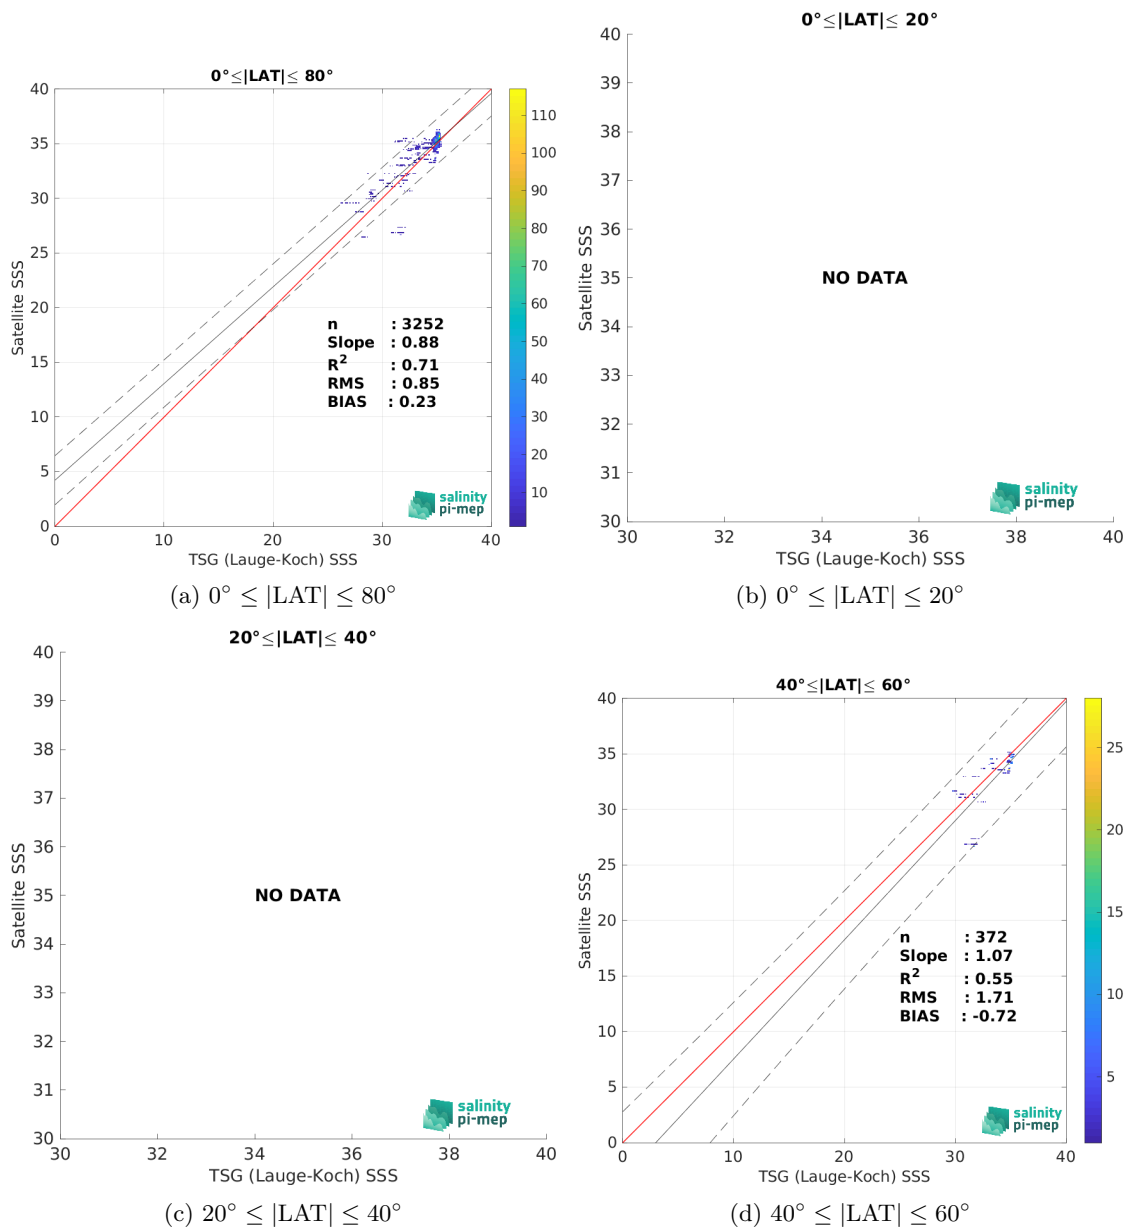 0°≤|LAT|≤ 80°
40
35
30
25
20
15
10
5
0
0
10
20
30
40
Satellite SSS
TSG (Lauge-Koch) SSS
n : 3252
Slope : 0.88
R² : 0.71
RMS : 0.85
BIAS : 0.23
salinity
pi-mep
110
100
90
80
70
60
50
40
30
20
10
(a) 0° ≤ |LAT| ≤ 80°
0°≤|LAT|≤ 20°
40
39
38
37
36
35
34
33
32
31
30
30
32
34
36
38
40
Satellite SSS
TSG (Lauge-Koch) SSS
NO DATA
salinity
pi-mep
(b) 0° ≤ |LAT| ≤ 20°
20°≤|LAT|≤ 40°
40
39
38
37
36
35
34
33
32
31
30
30
32
34
36
38
40
Satellite SSS
TSG (Lauge-Koch) SSS
NO DATA
salinity
pi-mep
(c) 20° ≤ |LAT| ≤ 40°
40°≤|LAT|≤ 60°
40
35
30
25
20
15
10
5
0
0
10
20
30
40
Satellite SSS
TSG (Lauge-Koch) SSS
n : 372
Slope : 1.07
R² : 0.55
RMS : 1.71
BIAS : -0.72
salinity
pi-mep
25
20
15
10
5
(d) 40° ≤ |LAT| ≤ 60°